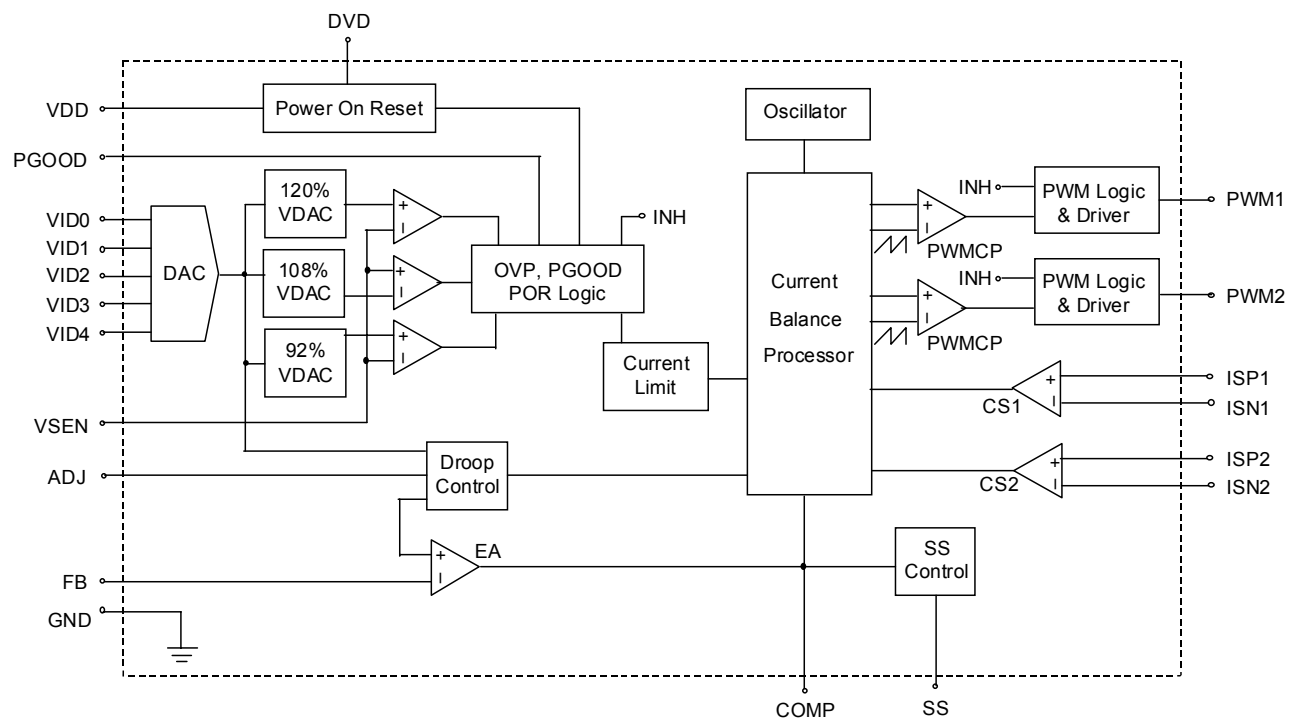 DVD
VDD
Power On Reset
PGOOD
Oscillator
120%
VDAC
INH
PWM Logic
& Driver
PWM1
VID0
VID1
VID2
VID3
VID4
DAC
INH
+
-
+
-
PWMCP
108%
VDAC
+
-
OVP, PGOOD
POR Logic
Current
Balance
Processor
INH
PWM Logic
& Driver
PWM2
+
-
PWMCP
92%
VDAC
+
-
Current
Limit
+
-
CS1
ISP1
ISN1
VSEN
ADJ
Droop
Control
+
-
CS2
ISP2
ISN2
+
-
EA
SS
Control
FB
GND
COMP
SS